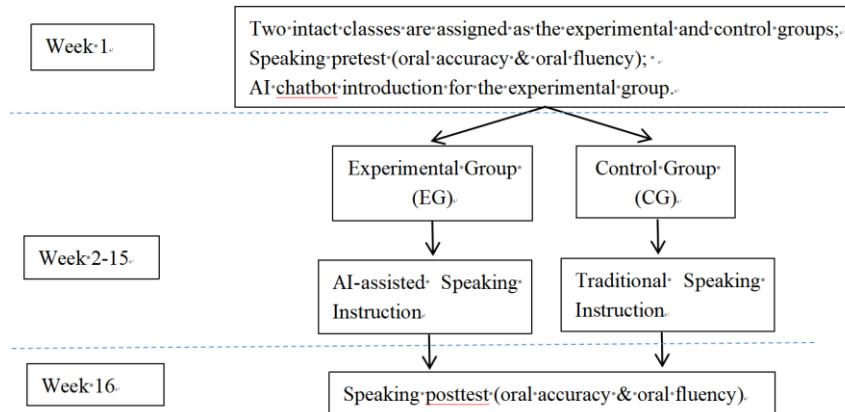 Week 1
Two intact classes are assigned as the experimental and control groups;
Speaking pretest (oral accuracy & oral fluency);
AI chatbot introduction for the experimental group.
Experimental Group
(EG)
Control Group
(CG)
Week 2-15
AI-assisted Speaking
Instruction
Traditional Speaking
Instruction
Week 16
Speaking posttest (oral accuracy & oral fluency)